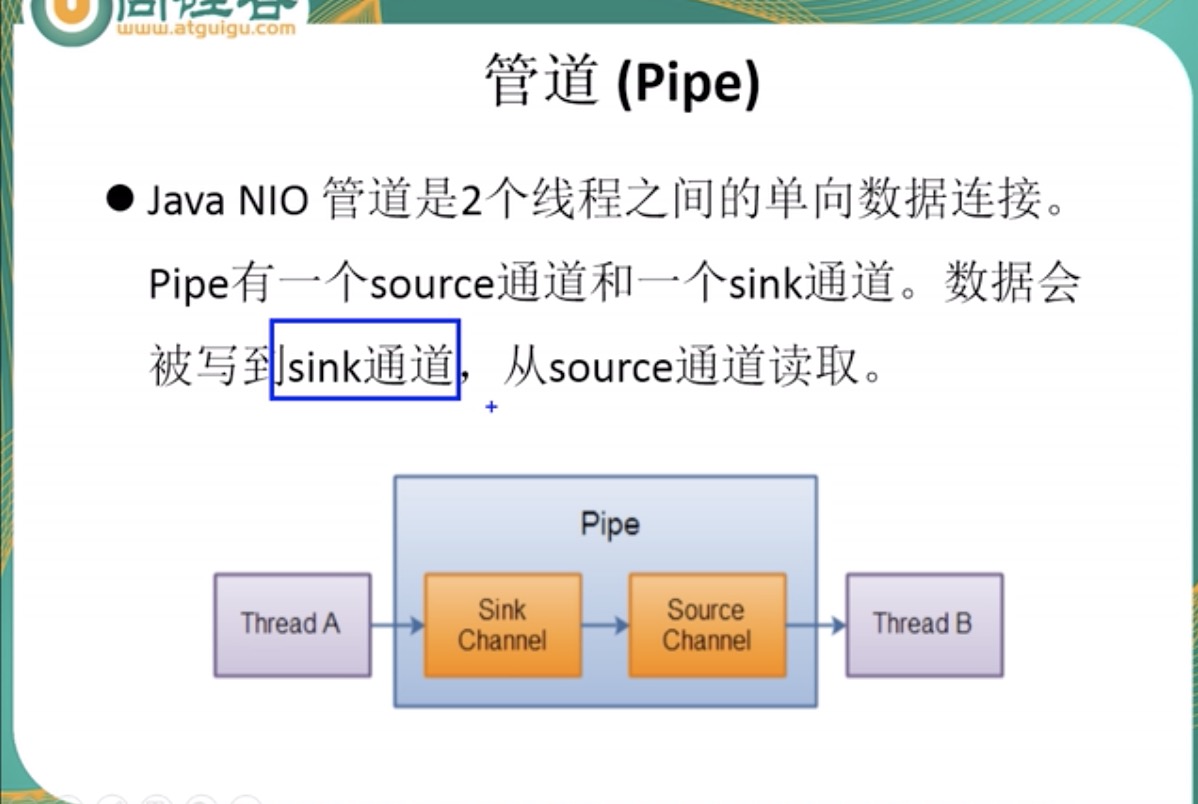 www.atguigu.com
管道 (Pipe)
● Java NIO 管道是2个线程之间的单向数据连接。
Pipe有一个source通道和一个sink通道。数据会
被写到sink通道，从source通道读取。
Pipe
Thread A
Sink
Channel
Source
Channel
Thread B